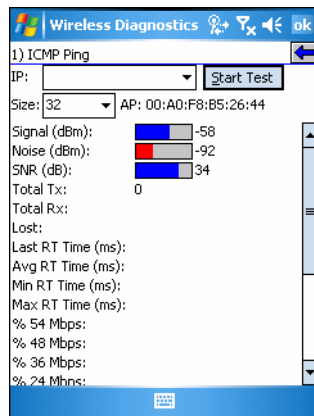 Wireless Diagnostics ok
1) ICMP Ping
IP: Start Test
Size: 32 AP: 00:A0:F8:B5:26:44
Signal (dBm): -58
Noise (dBm): -92
SNR (dB): 34
Total Tx: 0
Total Rx:
Lost:
Last RT Time (ms):
Avg RT Time (ms):
Min RT Time (ms):
Max RT Time (ms):
% 54 Mbps:
% 48 Mbps:
% 36 Mbps:
% 24 Mbps: